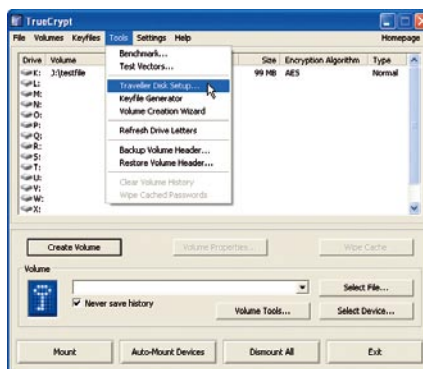 TrueCrypt
File Volumes Keyfiles Tools Settings Help Homepage
Drive Volume Size Encryption Algorithm Type
K: J:\testfile 99 MB AES Normal
L:
M:
N:
O:
P:
Q:
R:
S:
T:
U:
V:
W:
X:
Benchmark...
Test Vectors...
Traveller Disk Setup...
Keyfile Generator
Volume Creation Wizard
Refresh Drive Letters
Backup Volume Header...
Restore Volume Header...
Clear Volume History
Wipe Cached Passwords
Create Volume Volume Properties... Wipe Cache
Volume
Select File...
Never save history
Volume Tools... Select Device...
Mount Auto-Mount Devices Dismount All Exit